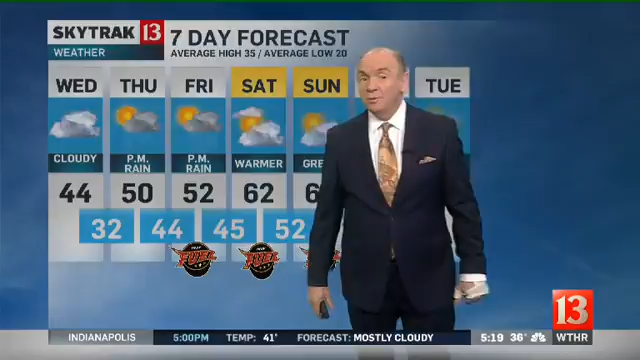 SKYTRAK 13
WEATHER
7 DAY FORECAST
AVERAGE HIGH 35 / AVERAGE LOW 20
WED THU FRI SAT SUN TUE
CLOUDY P.M. RAIN P.M. RAIN WARMER
44 50 52 62
32 44 45 52
FUEL FUEL
13
INDIANAPOLIS 5:00PM TEMP: 41° FORECAST: MOSTLY CLOUDY 5:19 36° WTHR